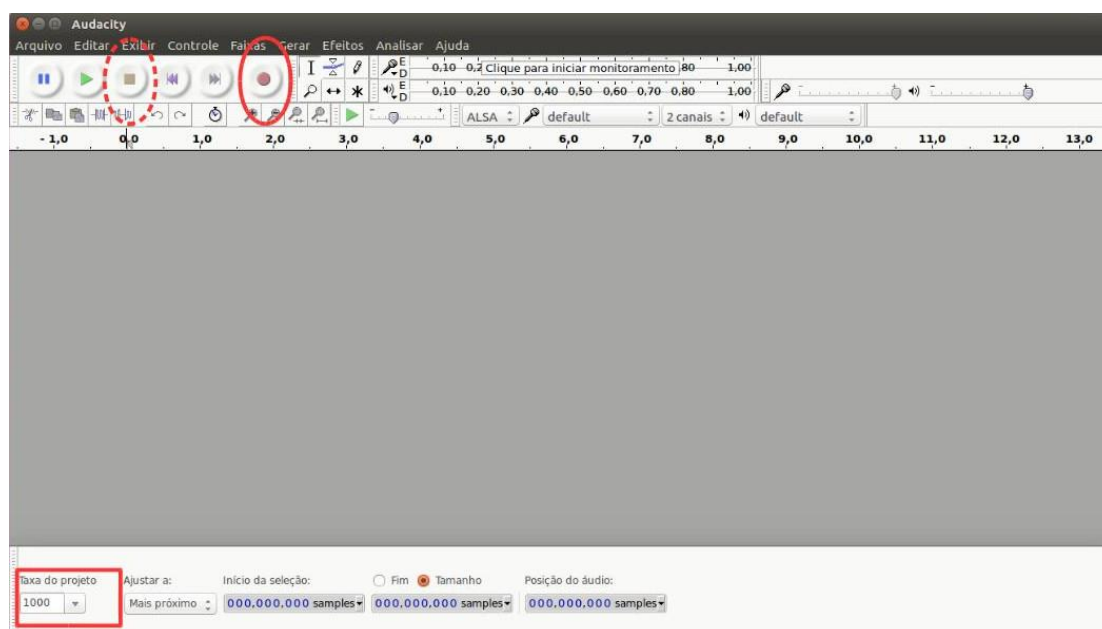 Audacity
Arquivo Editar Exibir Controle Faixas Gerar Efeitos Analisar Ajuda
E
D
0,10 0,2 Clique para iniciar monitoramento 80 1,00
E
D
0,10 0,20 0,30 0,40 0,50 0,60 0,70 0,80 1,00
ALSA default 2 canais default
- 1,0 0,0 1,0 2,0 3,0 4,0 5,0 6,0 7,0 8,0 9,0 10,0 11,0 12,0 13,0
Taxa do projeto Ajustar a: Início da seleção: Fim Tamanho Posição do áudio:
1000 Mais próximo 000,000,000 samples 000,000,000 samples 000,000,000 samples